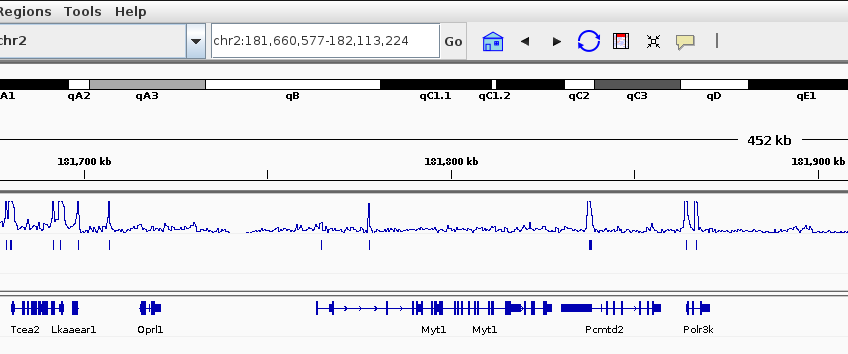 Regions Tools Help
chr2 chr2:181,660,577-182,113,224 Go
A1 qA2 qA3 qB qC1.1 qC1.2 qC2 qC3 qD qE1
452 kb
181,700 kb 181,800 kb 181,900 kb
Tcea2 Lkaaear1 Oprl1 Myt1 Myt1 Pcmtd2 Polr3k